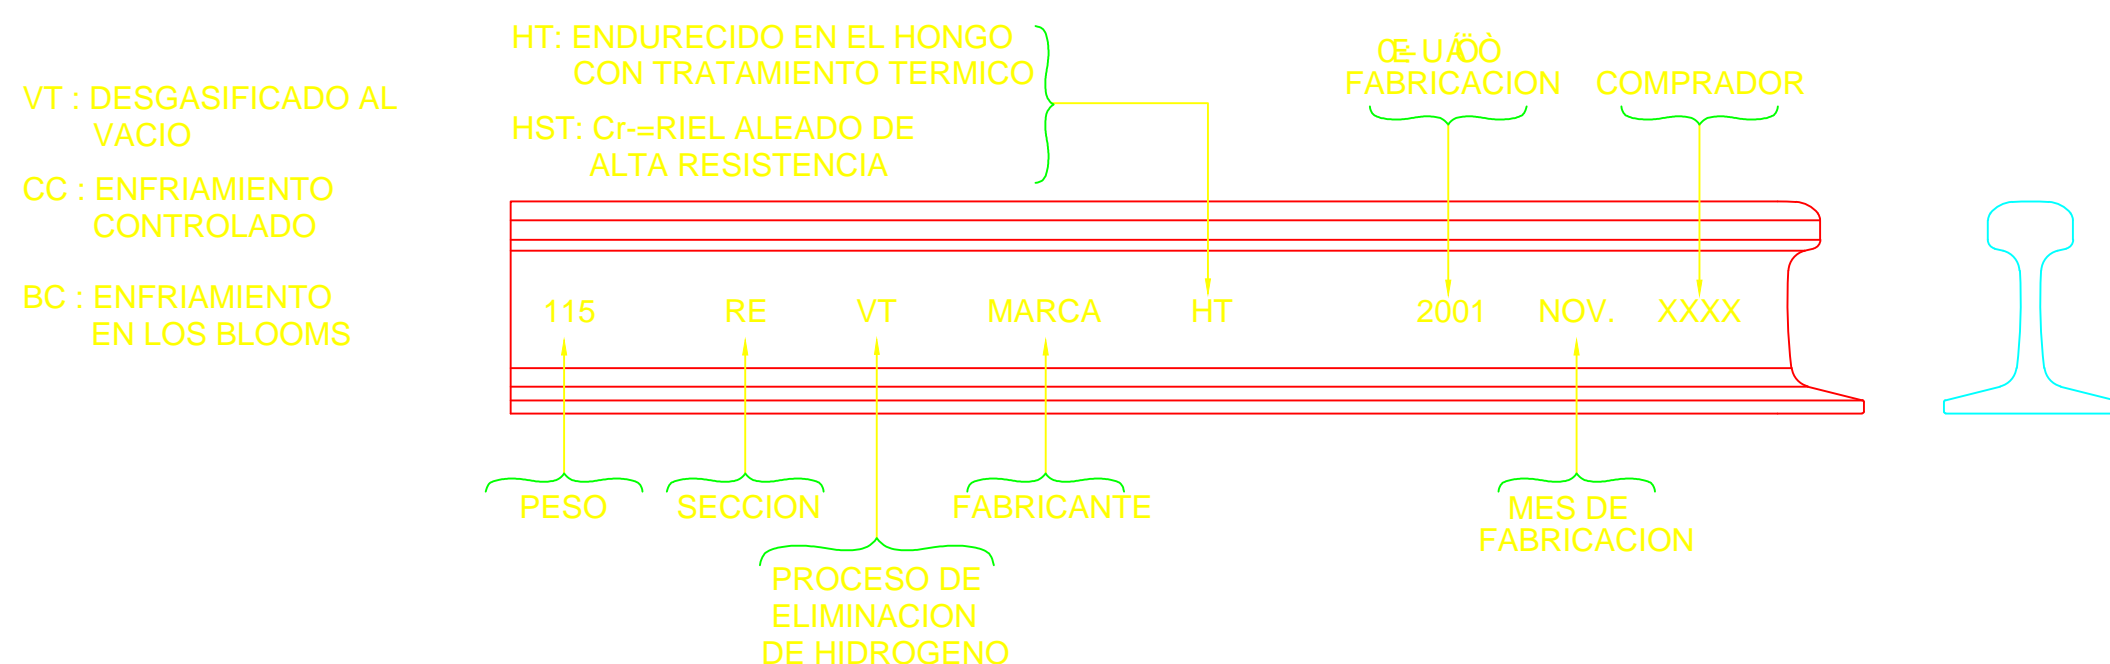 VT : DESGASIFICADO AL
VACIO
CC : ENFRIAMIENTO
CONTROLADO
BC : ENFRIAMIENTO
EN LOS BLOOMS
HT: ENDURECIDO EN EL HONGO
CON TRATAMIENTO TERMICO
HST: Cr-=RIEL ALEADO DE
ALTA RESISTENCIA
FABRICACION
COMPRADOR
115 RE VT MARCA HT 2001 NOV. XXXX
PESO
SECCION
FABRICANTE
MES DE
FABRICACION
PROCESO DE
ELIMINACION
DE HIDROGENO